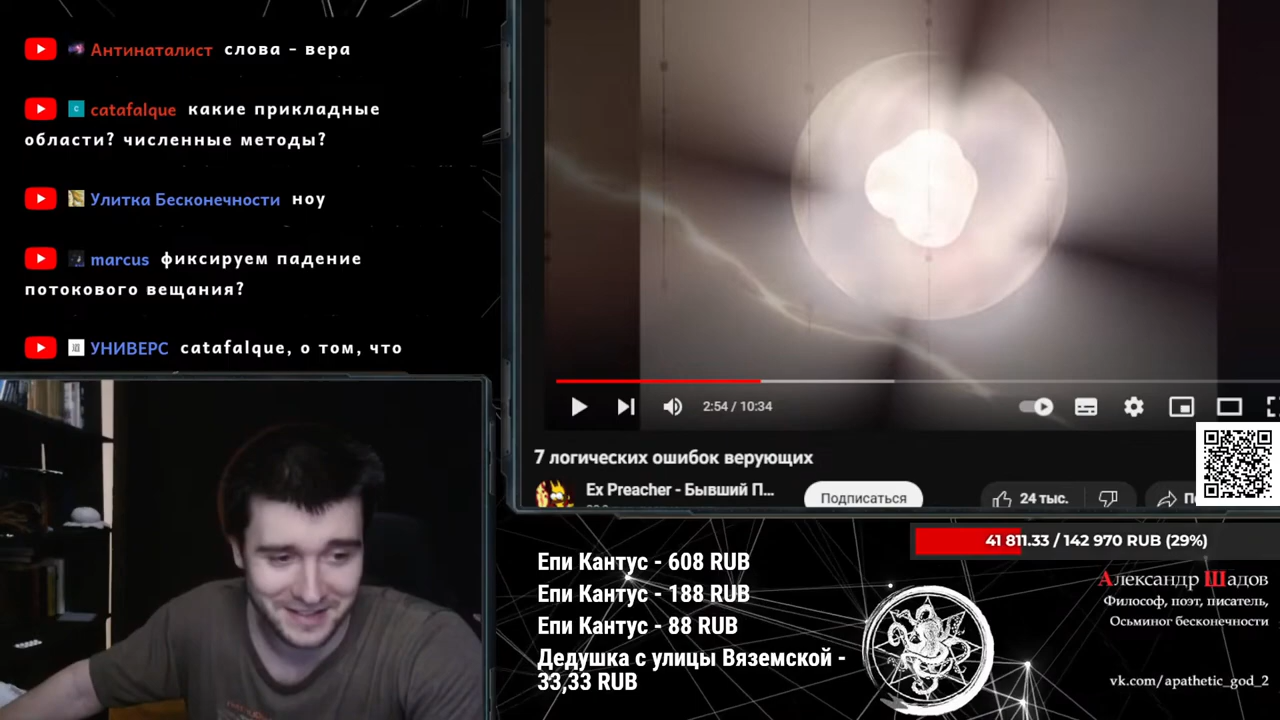 Антинаталист слова - вера
catafalque какие прикладные
области? численные методы?
Улитка Бесконечности ноу
marcus фиксируем падение
потокового вещания?
УНИВЕРС catafalque, о том, что
2:54 / 10:34
7 логических ошибок верующих
Ex Preacher - Бывший П...
Подписаться
24 тыс.
41 811.33 / 142 970 RUB (29%)
Епи Кантус - 608 RUB
Епи Кантус - 188 RUB
Епи Кантус - 88 RUB
Дедушка с улицы Вяземской -
33,33 RUB
Александр Шадов
Философ, поэт, писатель,
Осьминог бесконечности
vk.com/apathetic_god_2